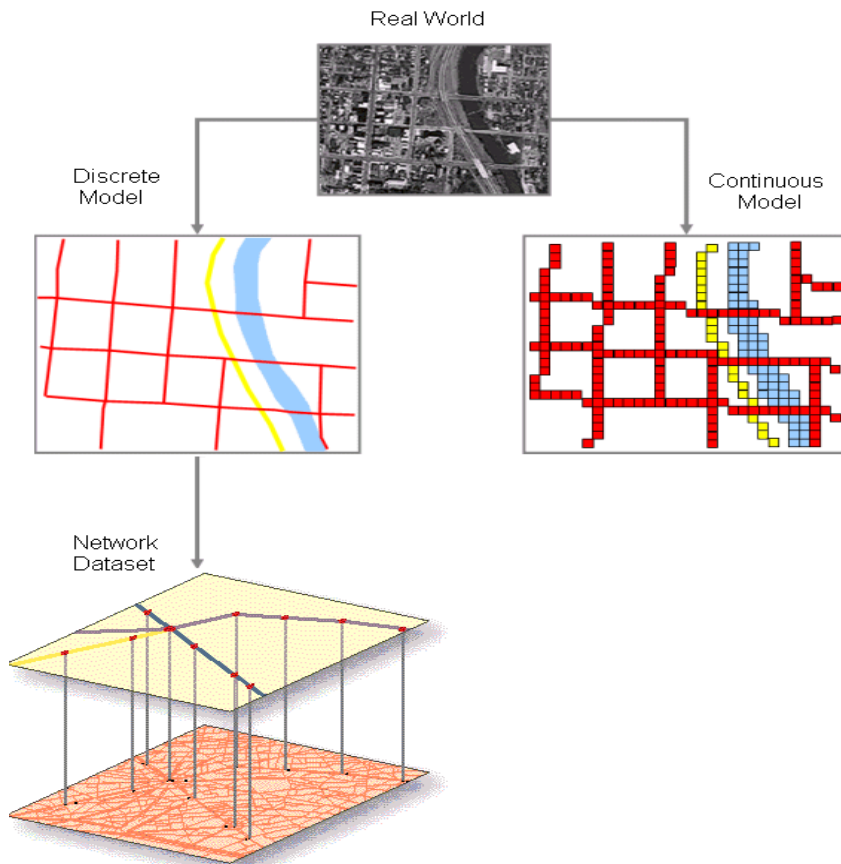 Real World
Discrete
Model
Continuous
Model
Network
Dataset